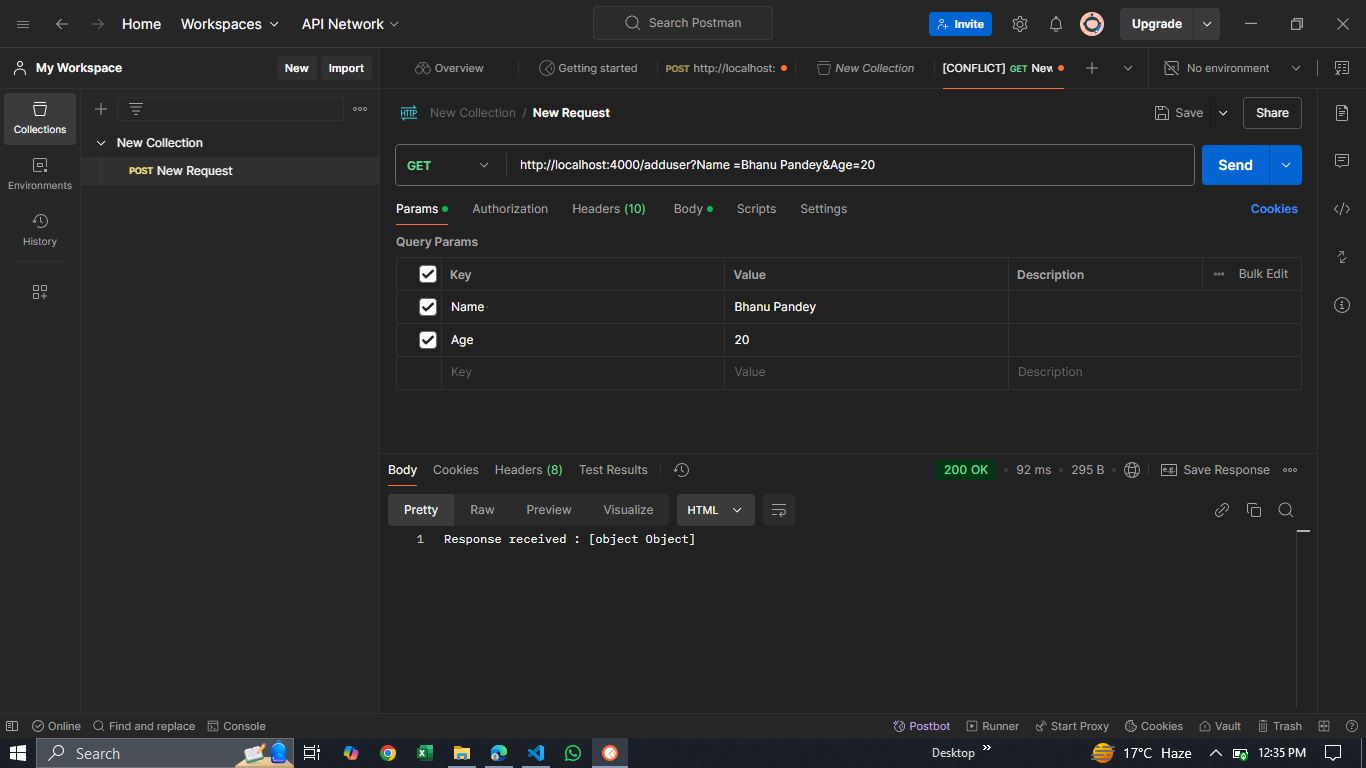 Home Workspaces API Network Search Postman Invite Upgrade
My Workspace New Import Overview Getting started POST http://localhost: New Collection [CONFLICT] GET New No environment
Collections
Environments
History
New Collection
POST New Request
HTTP New Collection / New Request Save Share
GET http://localhost:4000/adduser?Name =Bhanu Pandey&Age=20 Send
Params Authorization Headers (10) Body Scripts Settings Cookies
Query Params
Key Value Description Bulk Edit
Name Bhanu Pandey
Age 20
Key Value Description
Body Cookies Headers (8) Test Results 200 OK 92 ms 295 B e.g. Save Response
Pretty Raw Preview Visualize HTML
1 Response received : [object Object]
Online Find and replace Console Postbot Runner Start Proxy Cookies Vault Trash
Search Desktop » 17°C Haze 12:35 PM